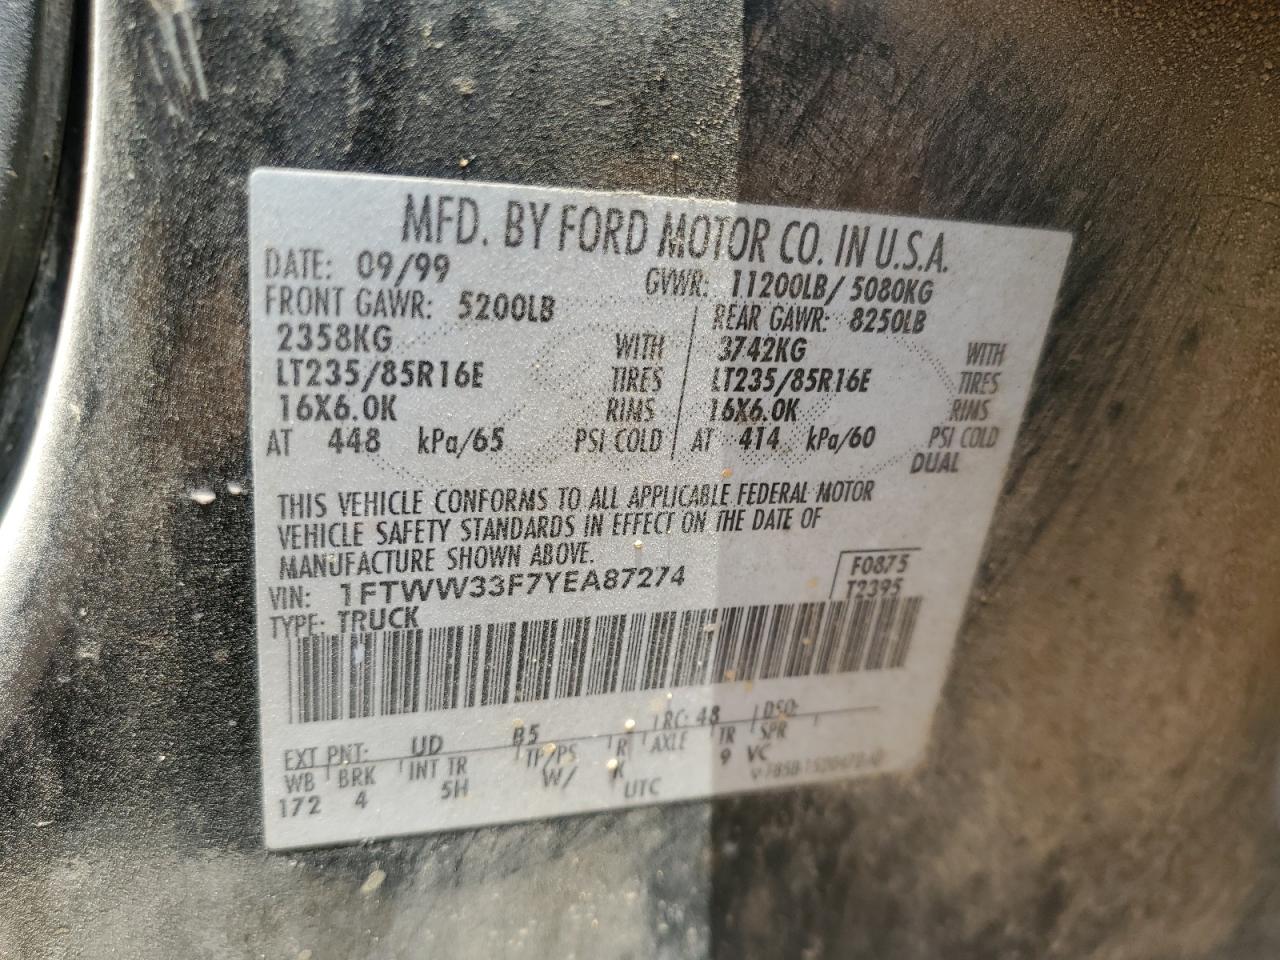 MFD. BY FORD MOTOR CO. IN U.S.A.
DATE: 09/99 GVWR: 11200LB/ 5080KG
FRONT GAWR: 5200LB REAR GAWR: 8250LB
2358KG WITH 3742KG WITH
LT235/85R16E TIRES LT235/85R16E TIRES
16X6.0K RIMS 16X6.0K RIMS
AT 448 kPa/65 PSI COLD AT 414 kPa/60 PSI COLD
DUAL
THIS VEHICLE CONFORMS TO ALL APPLICABLE FEDERAL MOTOR
VEHICLE SAFETY STANDARDS IN EFFECT ON THE DATE OF
MANUFACTURE SHOWN ABOVE.
F0875
VIN: 1FTWW33F7YEA87274 T2395
TYPE: TRUCK
EXT PNT: UD B5 RC: 48 DSO:
WB BRK INT TR TP/PS R AXLE TR SPR
172 4 5H W/ K 9 VC
UTC